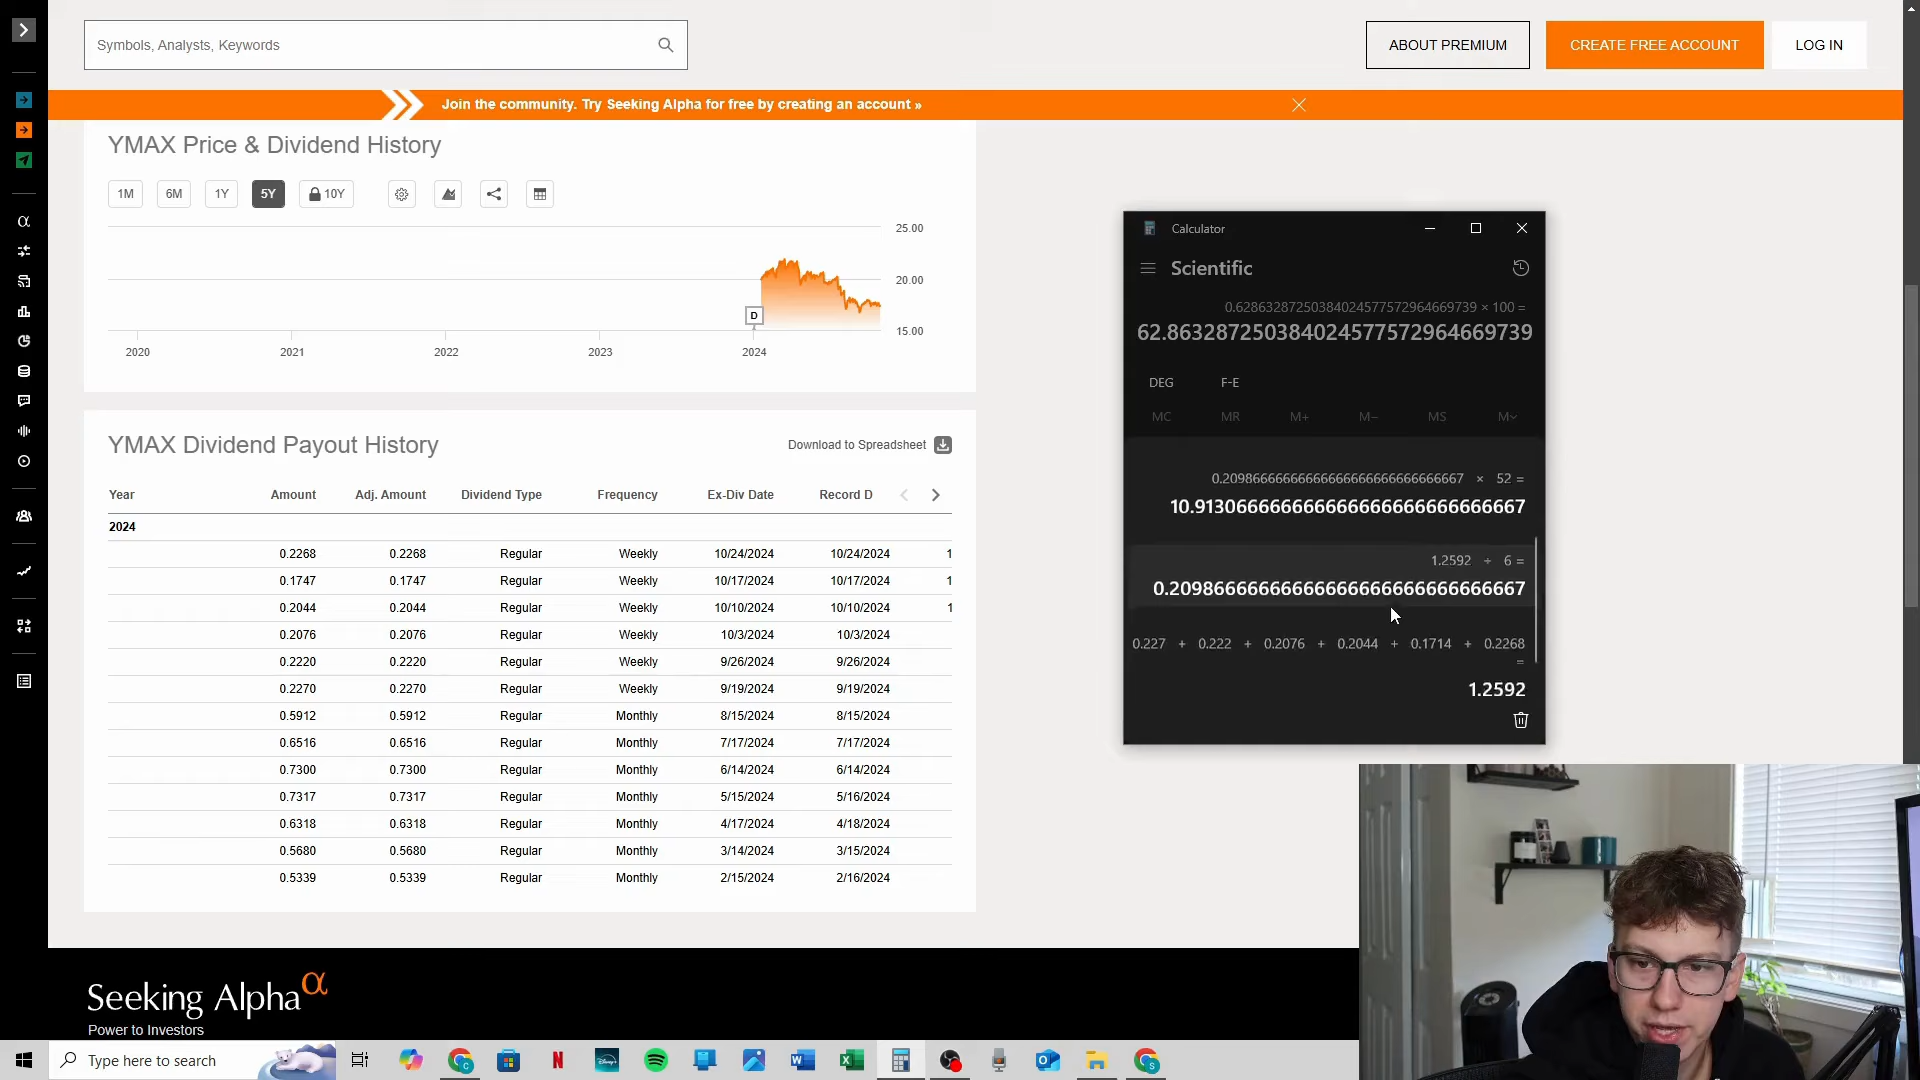 Symbols, Analysts, Keywords
ABOUT PREMIUM
CREATE FREE ACCOUNT
LOG IN
Join the community. Try Seeking Alpha for free by creating an account »
YMAX Price & Dividend History
1M 6M 1Y 5Y 10Y
25.00
20.00
15.00
D
2020 2021 2022 2023 2024
YMAX Dividend Payout History
Download to Spreadsheet
Year Amount Adj. Amount Dividend Type Frequency Ex-Div Date Record D
2024
0.2268 0.2268 Regular Weekly 10/24/2024 10/24/2024 1
0.1747 0.1747 Regular Weekly 10/17/2024 10/17/2024 1
0.2044 0.2044 Regular Weekly 10/10/2024 10/10/2024 1
0.2076 0.2076 Regular Weekly 10/3/2024 10/3/2024
0.2220 0.2220 Regular Weekly 9/26/2024 9/26/2024
0.2270 0.2270 Regular Weekly 9/19/2024 9/19/2024
0.5912 0.5912 Regular Monthly 8/15/2024 8/15/2024
0.6516 0.6516 Regular Monthly 7/17/2024 7/17/2024
0.7300 0.7300 Regular Monthly 6/14/2024 6/14/2024
0.7317 0.7317 Regular Monthly 5/15/2024 5/16/2024
0.6318 0.6318 Regular Monthly 4/17/2024 4/18/2024
0.5680 0.5680 Regular Monthly 3/14/2024 3/15/2024
0.5339 0.5339 Regular Monthly 2/15/2024 2/16/2024
Calculator
Scientific
0.62863287250384024577572964669739 × 100 =
62.863287250384024577572964669739
DEG F-E
MC MR M+ M− MS M
0.20986666666666666666666666666667 × 52 =
10.913066666666666666666666666667
1.2592 ÷ 6 =
0.20986666666666666666666666666667
0.227 + 0.222 + 0.2076 + 0.2044 + 0.1714 + 0.2268
=
1.2592
Seeking Alpha α
Power to Investors
Type here to search